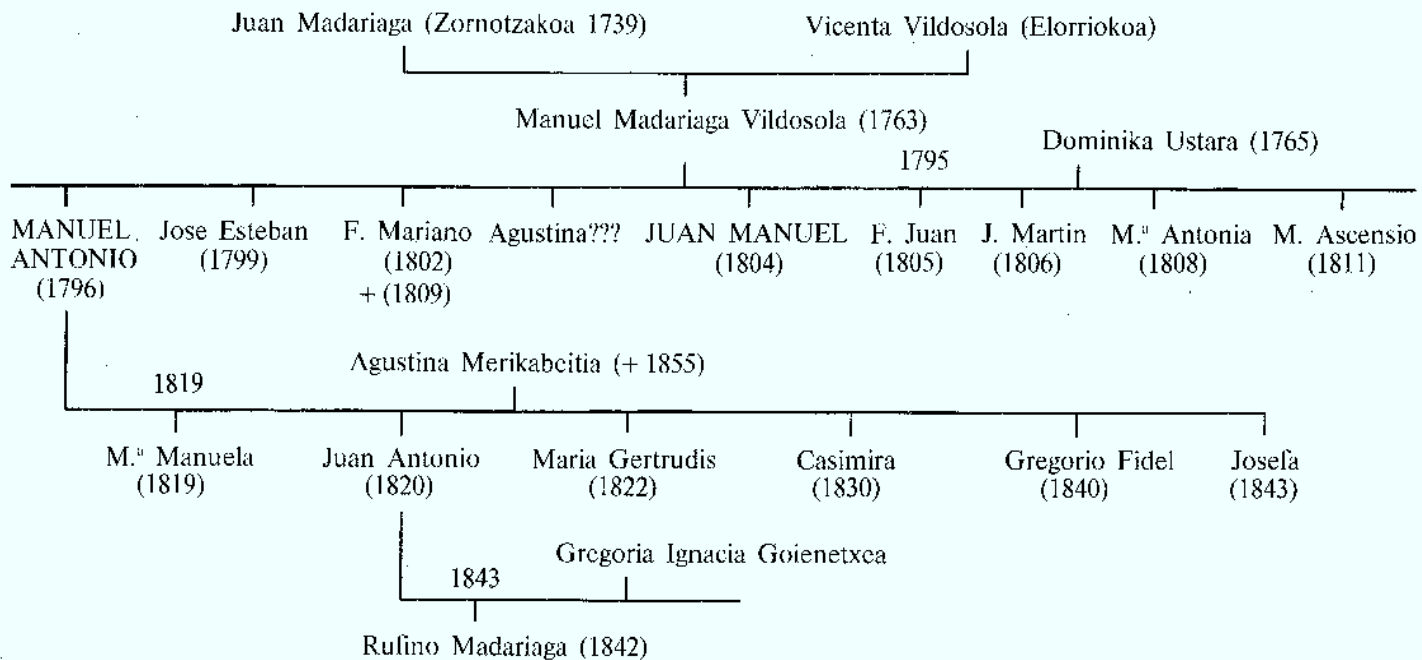 Juan Madariaga (Zornotzakoa 1739) Vicenta Vildosola (Elorriokoa)
Manuel Madariaga Vildosola (1763)
1795 Dominika Ustara (1765)
MANUEL ANTONIO (1796)
Jose Esteban (1799)
F. Mariano (1802) + (1809)
Agustina???
JUAN MANUEL (1804)
F. Juan (1805)
J. Martin (1806)
M.ª Antonia (1808)
M. Ascensio (1811)
1819 Agustina Merikabeitia (+ 1855)
M.ª Manuela (1819)
Juan Antonio (1820)
Maria Gertrudis (1822)
Casimira (1830)
Gregorio Fidel (1840)
Josefa (1843)
1843 Gregoria Ignacia Goienetxea
Rufino Madariaga (1842)